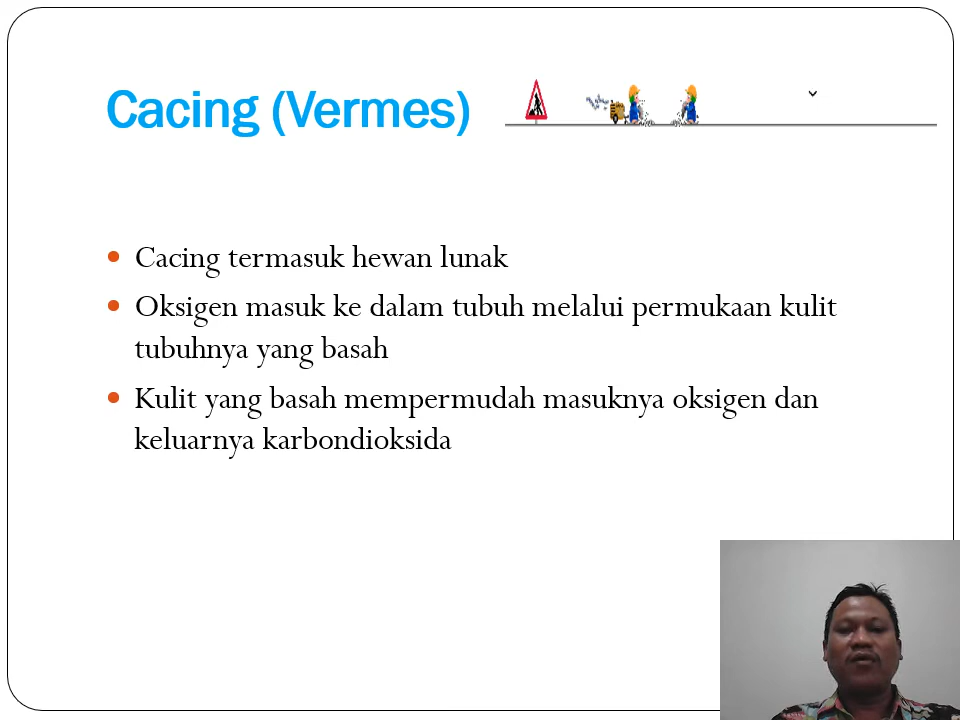 Cacing (Vermes)
Cacing termasuk hewan lunak
Oksigen masuk ke dalam tubuh melalui permukaan kulit
tubuhnya yang basah
Kulit yang basah mempermudah masuknya oksigen dan
keluarnya karbondioksida